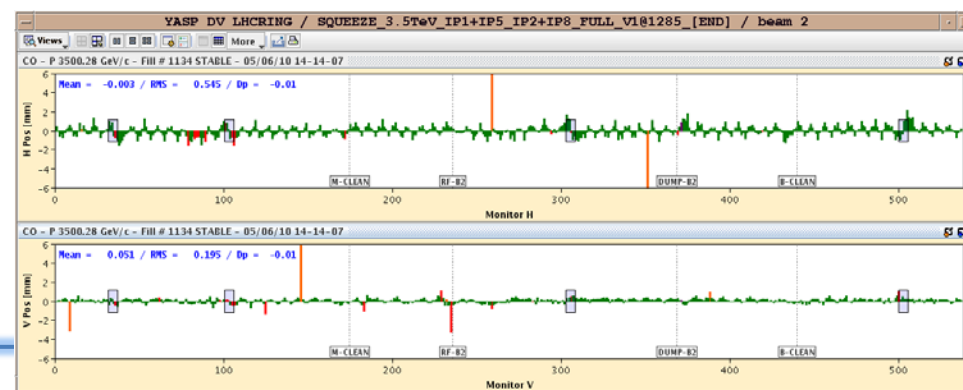 YASP DV LHCRING / SQUEEZE_3.5TeV_IP1+IP5_IP2+IP8_FULL_V1@1285_[END] / beam 2
Views More
CO - P 3500.28 GeV/c - Fill # 1134 STABLE - 05/06/10 14-14-07
Mean = -0.003 / RMS = 0.545 / Dp = -0.01
H Pos [mm]
6
4
2
0
-2
-4
-6
M-CLEAN RF-B2 DUMP-B2 B-CLEAN
0 100 200 300 400 500
Monitor H
CO - P 3500.28 GeV/c - Fill # 1134 STABLE - 05/06/10 14-14-07
Mean = 0.051 / RMS = 0.195 / Dp = -0.01
V Pos [mm]
6
4
2
0
-2
-4
-6
M-CLEAN RF-B2 DUMP-B2 B-CLEAN
0 100 200 300 400 500
Monitor V